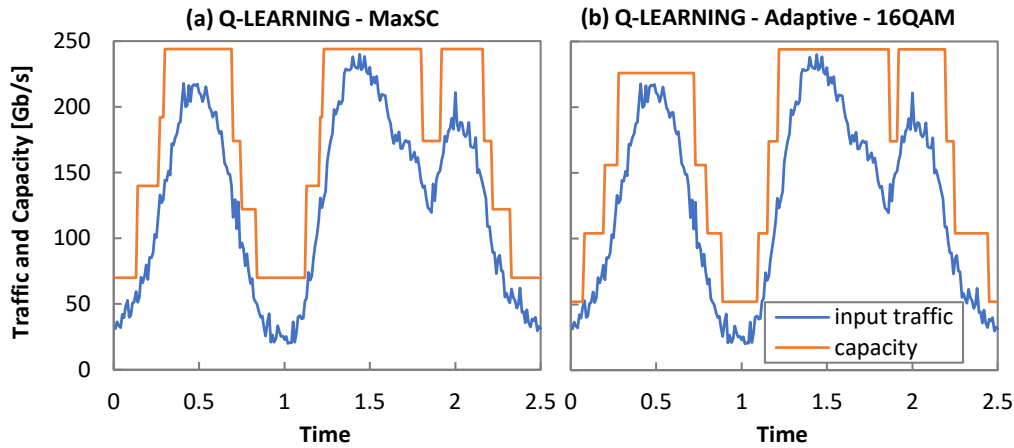 (a) Q-LEARNING - MaxSC
(b) Q-LEARNING - Adaptive - 16QAM
Traffic and Capacity [Gb/s]
250
200
150
100
50
0
input traffic
capacity
0 0.5 1 1.5 2 2.5
0 0.5 1 1.5 2 2.5
Time
Time